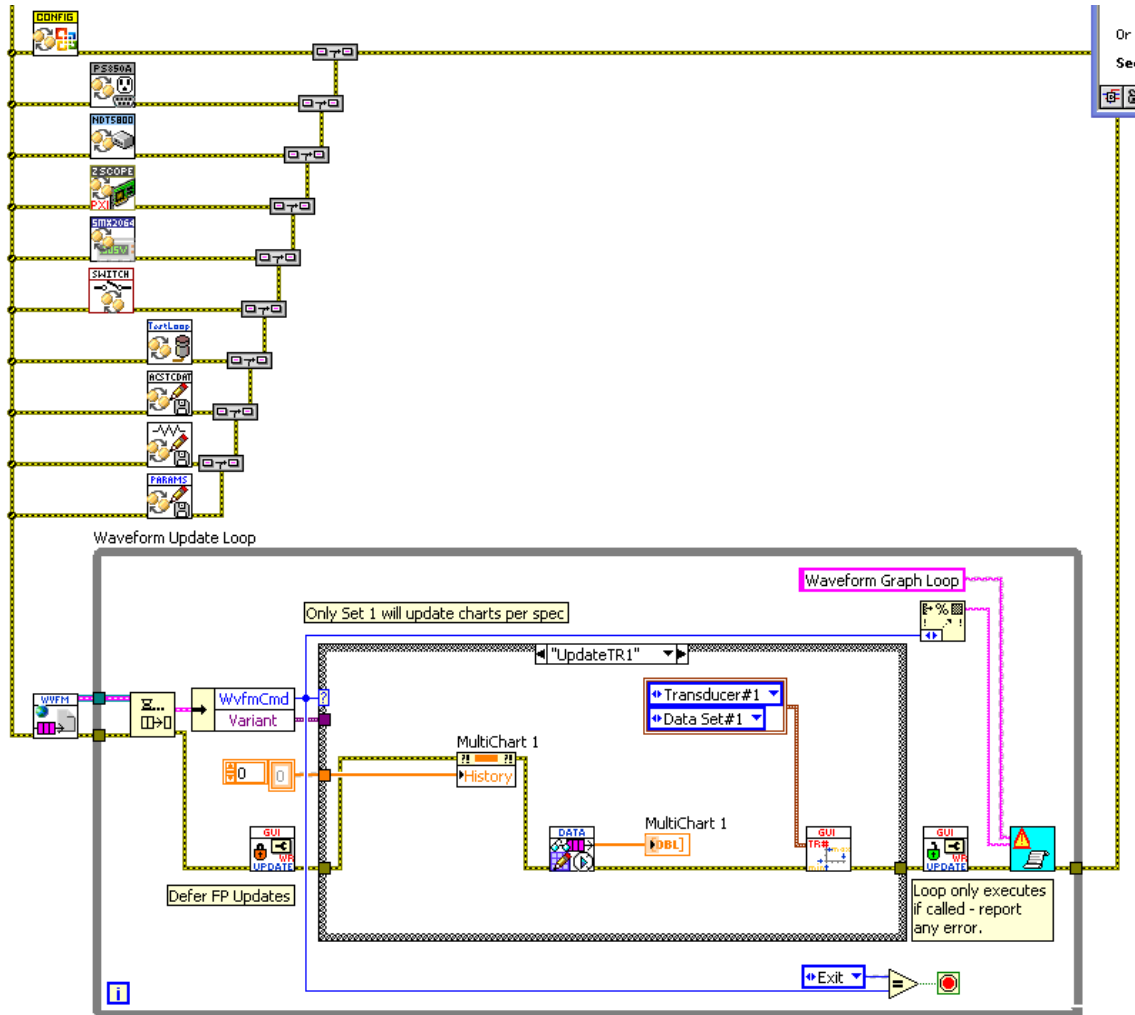 CONFIG
Or
Sec
PS350A
NDT5800
ZSCOPE
PXI
SMX2064
SWITCH
TestLoop
ACSTCDAT
PARAMS
Waveform Update Loop
Waveform Graph Loop
Only Set 1 will update charts per spec
"UpdateTR1"
WVFM
WvfmCmd
Variant
?
Transducer#1
Data Set#1
MultiChart 1
History
0
0
MultiChart 1
DBL
GUI
WR
UPDATE
DATA
GUI
TR#
GUI
WR
UPDATE
Defer FP Updates
Loop only executes
if called - report
any error.
Exit
=
i